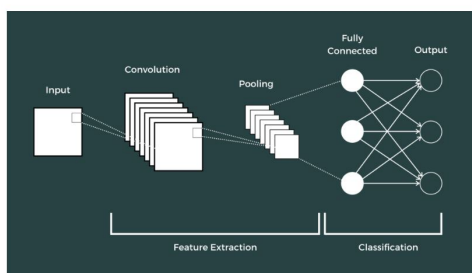 Input
Convolution
Pooling
Fully
Connected
Output
Feature Extraction
Classification